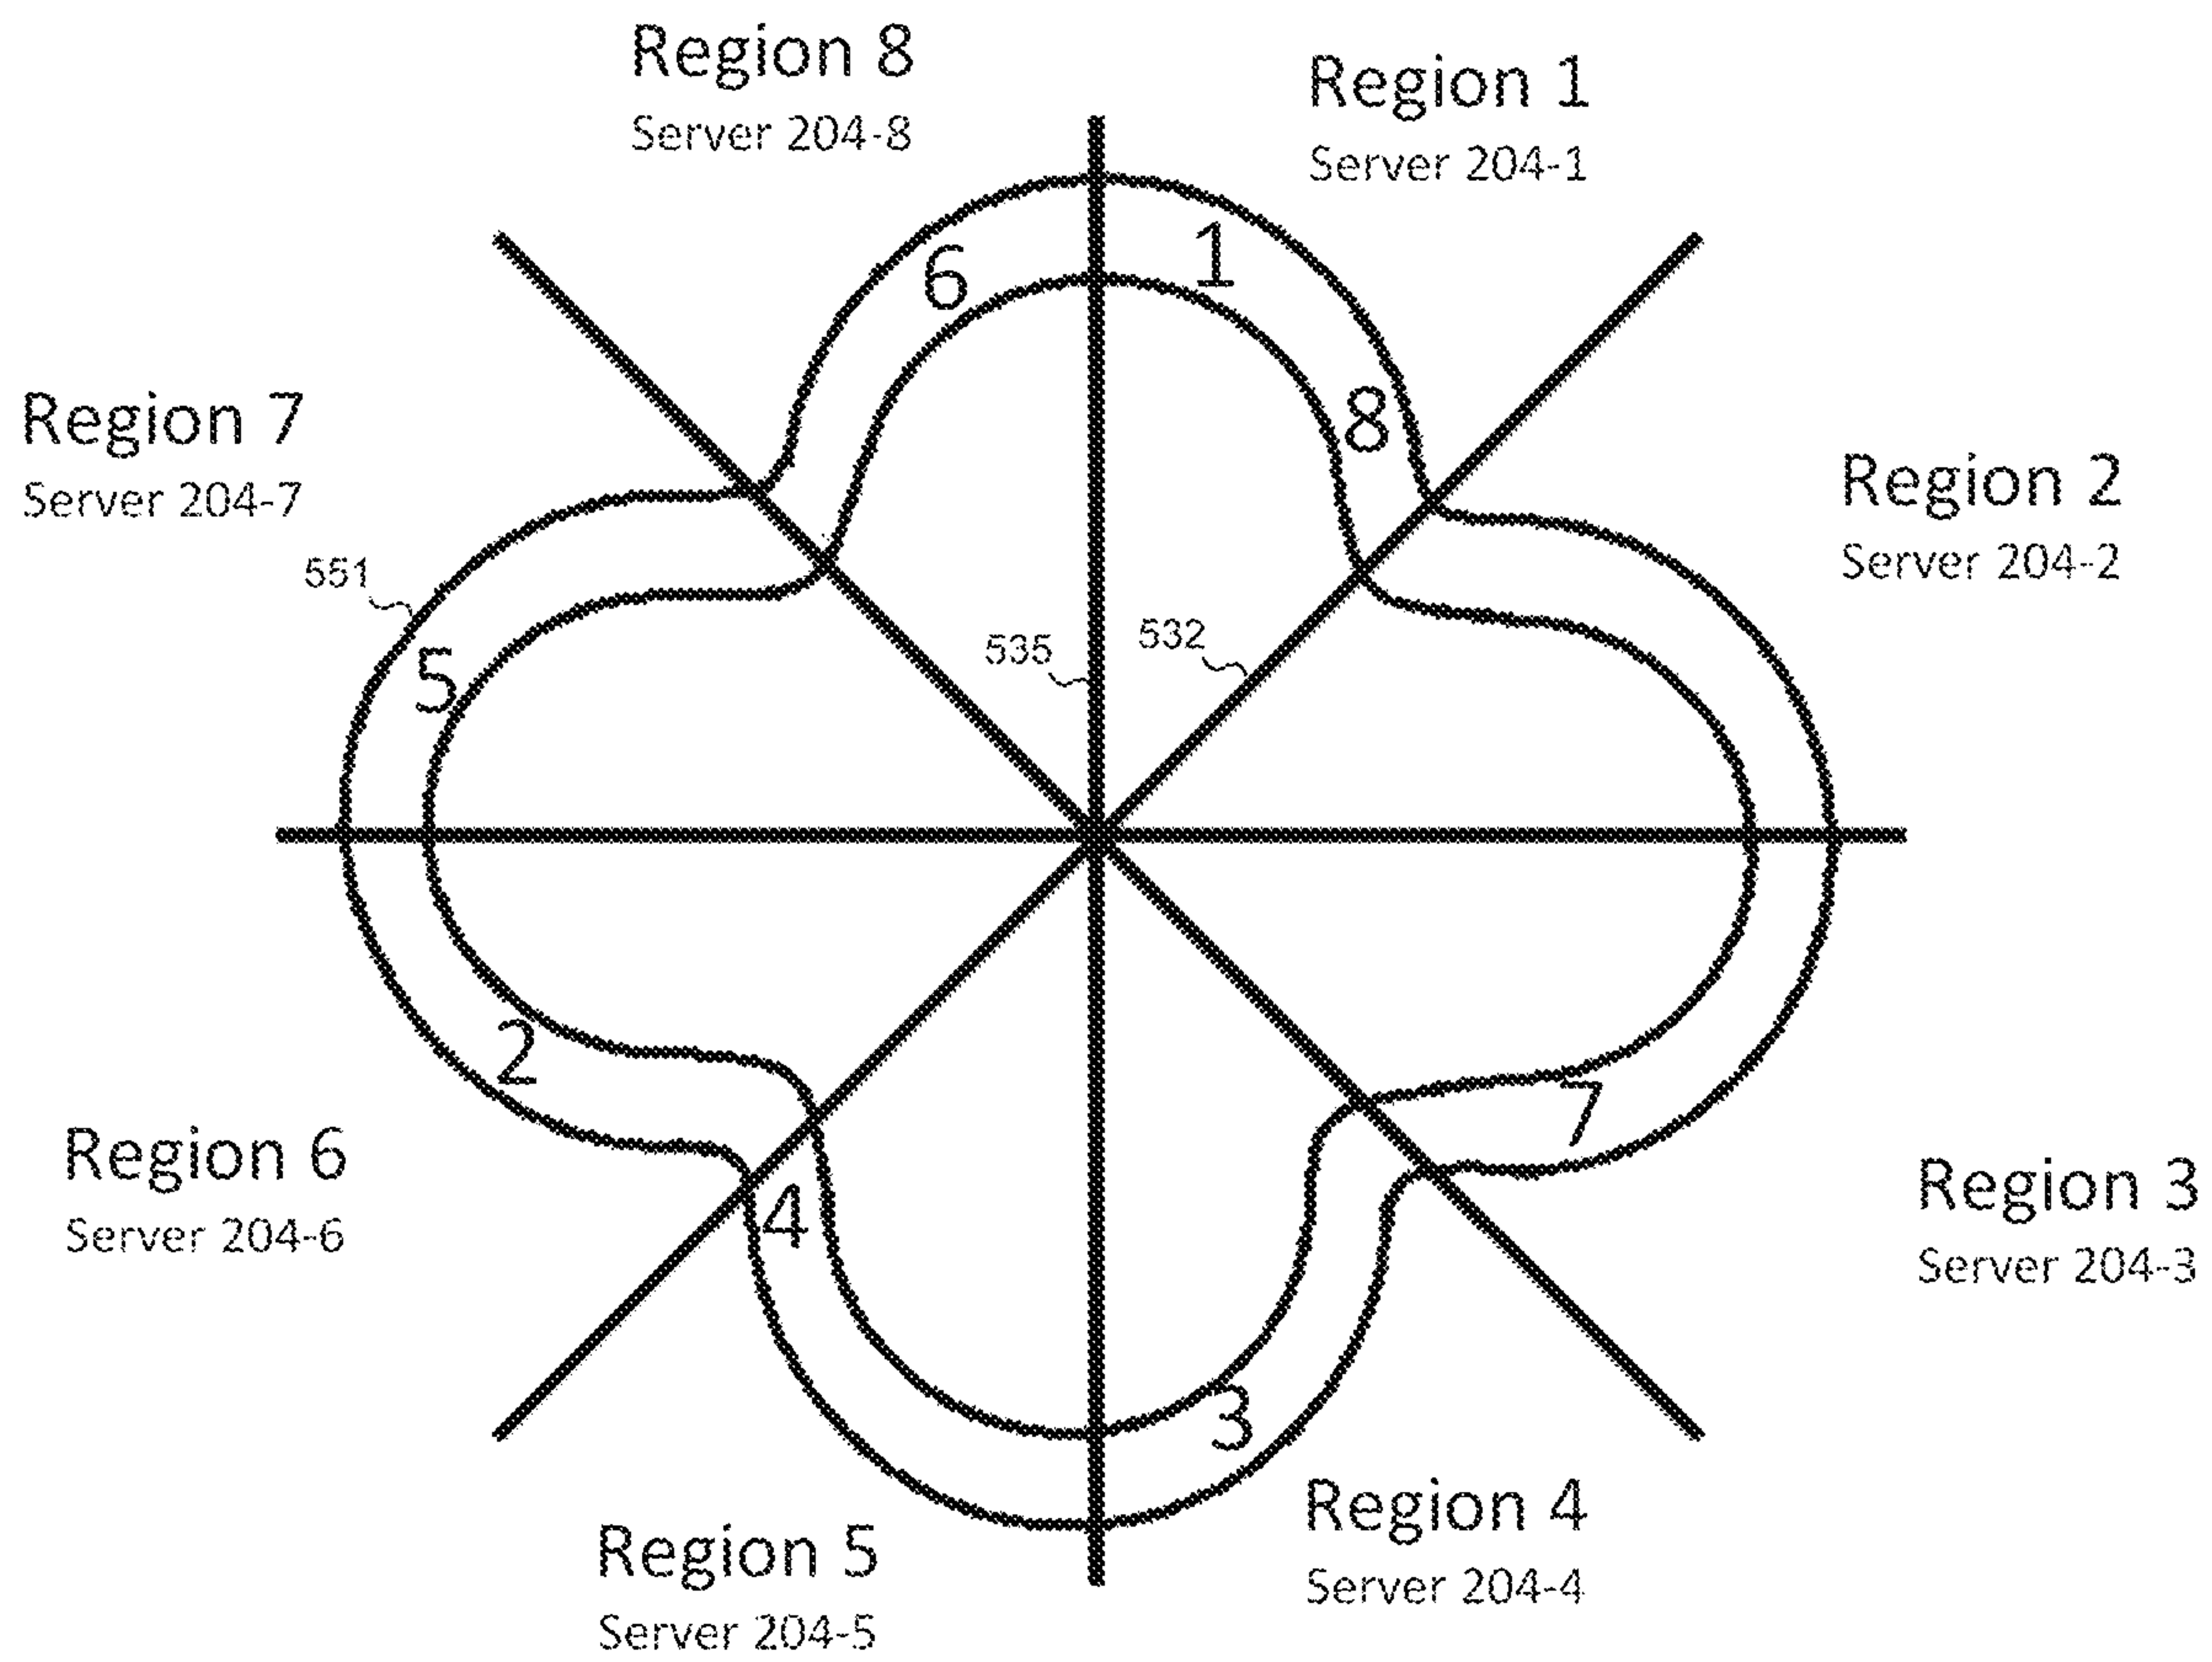 Region 8
Server 204-8
Region 1
Server 204-1
6
1
8
Region 7
Server 204-7
Region 2
Server 204-2
551
5
535
532
2
7
Region 6
Server 204-6
4
Region 3
Server 204-3
3
Region 4
Server 204-4
Region 5
Server 204-5